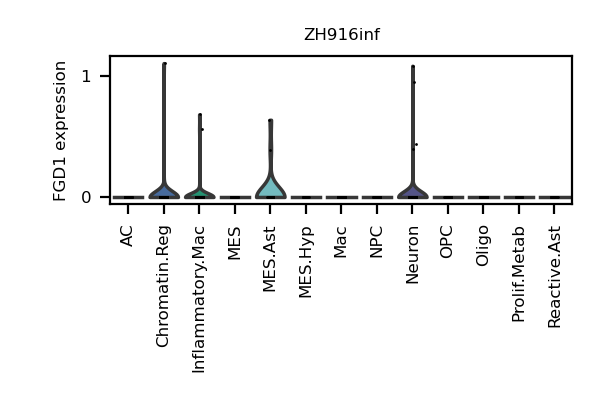 ZH916inf
FGD1 expression
1
0
AC
Chromatin.Reg
Inflammatory.Mac
MES
MES.Ast
MES.Hyp
Mac
NPC
Neuron
OPC
Oligo
Prolif.Metab
Reactive.Ast